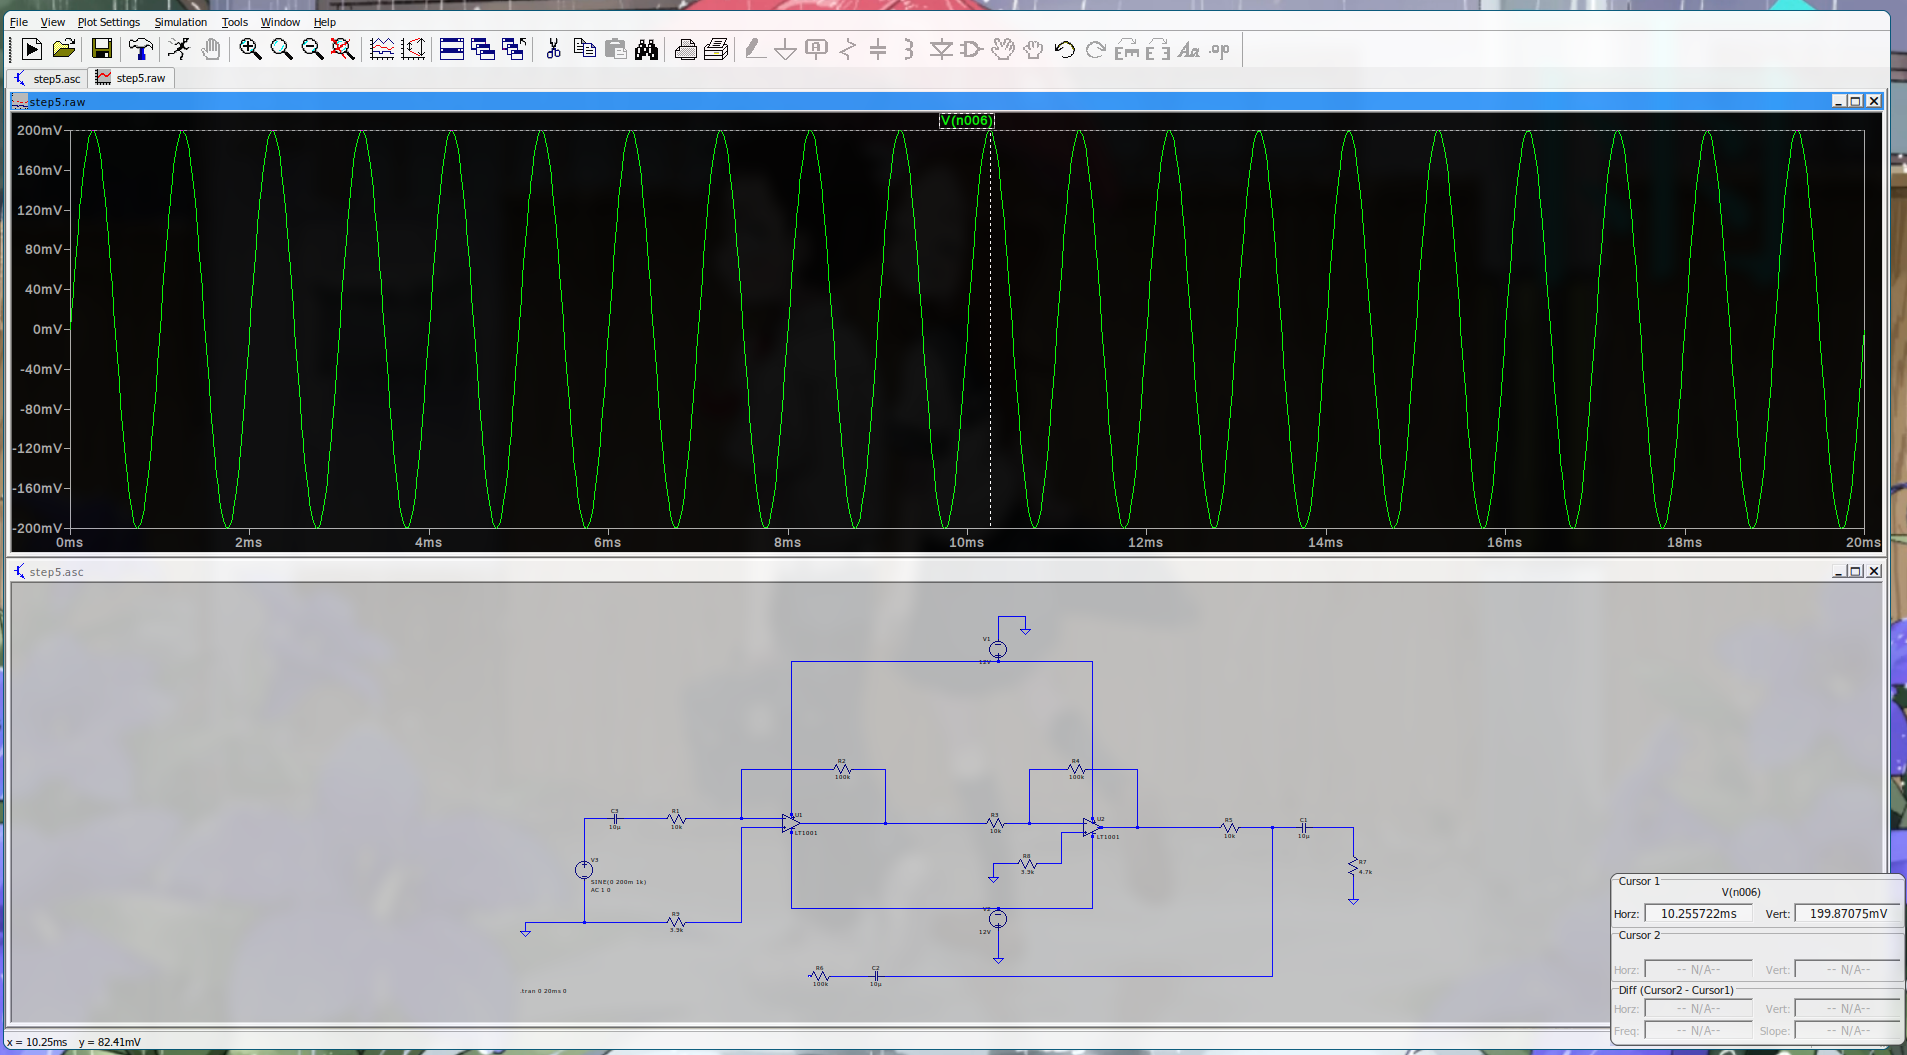 File View Plot Settings Simulation Tools Window Help
.op
step5.asc step5.raw
step5.raw
V(n006)
200mV
160mV
120mV
80mV
40mV
0mV
-40mV
-80mV
-120mV
-160mV
-200mV
0ms 2ms 4ms 6ms 8ms 10ms 12ms 14ms 16ms 18ms 20ms
step5.asc
V1
12V
R2
100k
R4
100k
C3
10µ
R1
10k
U1
LT1001
R3
10k
U2
LT1001
R5
10k
C1
10µ
V3
SINE(0 200m 1k)
AC 1 0
R8
3.3k
R7
4.7k
R9
3.3k
V2
12V
R6
100k
C2
10µ
.tran 0 20ms 0
Cursor 1
V(n006)
Horz: 10.255722ms Vert: 199.87075mV
Cursor 2
Horz: -- N/A-- Vert: -- N/A--
Diff (Cursor2 - Cursor1)
Horz: -- N/A-- Vert: -- N/A--
Freq: -- N/A-- Slope: -- N/A--
x = 10.25ms y = 82.41mV